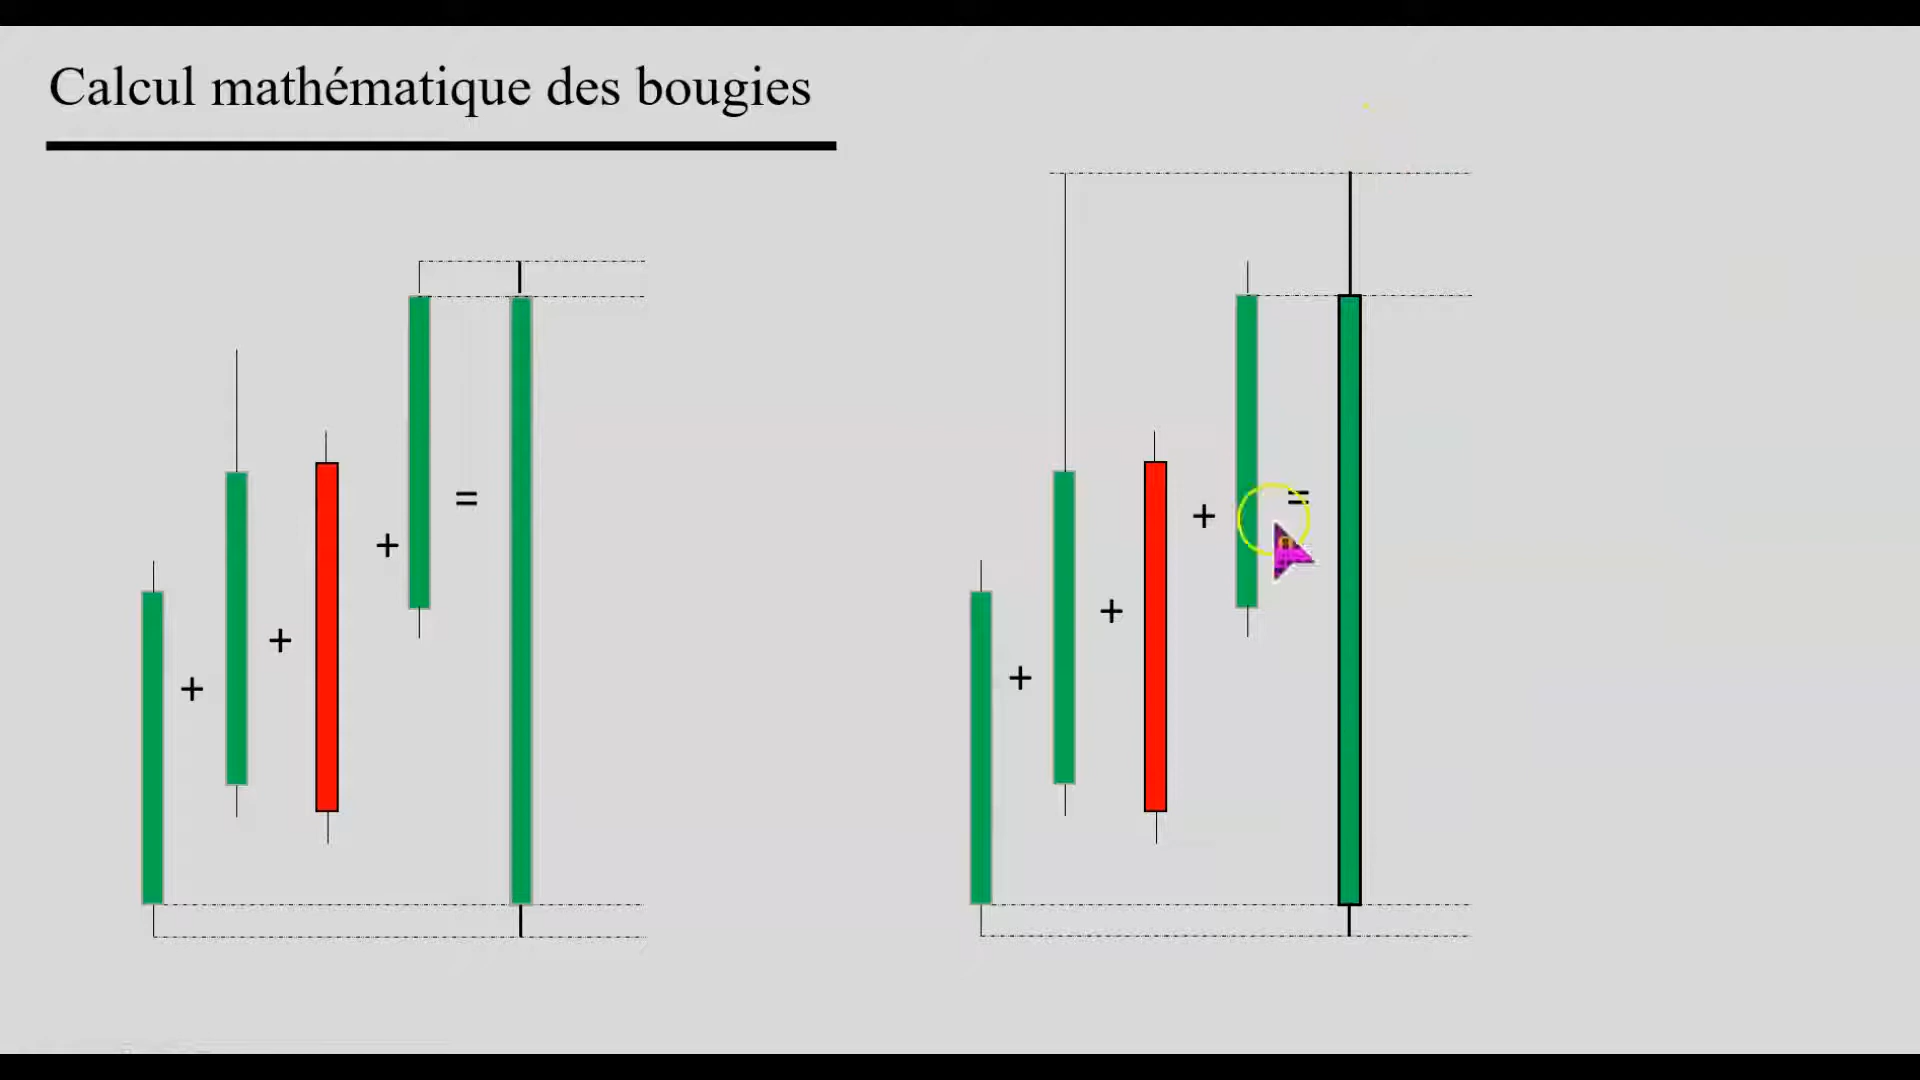 Calcul mathématique des bougies
+ + + =
+ + + =